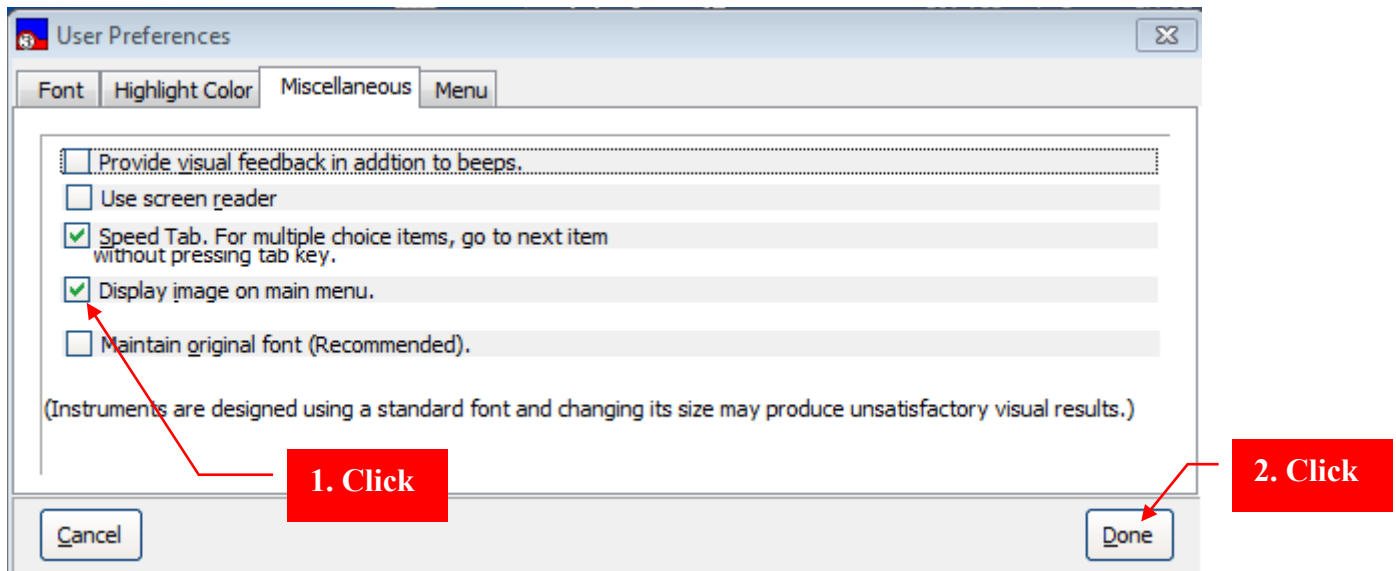 User Preferences
Font Highlight Color Miscellaneous Menu
Provide visual feedback in addtion to beeps.
Use screen reader
Speed Tab. For multiple choice items, go to next item
without pressing tab key.
Display image on main menu.
Maintain original font (Recommended).
(Instruments are designed using a standard font and changing its size may produce unsatisfactory visual results.)
1. Click
2. Click
Cancel
Done